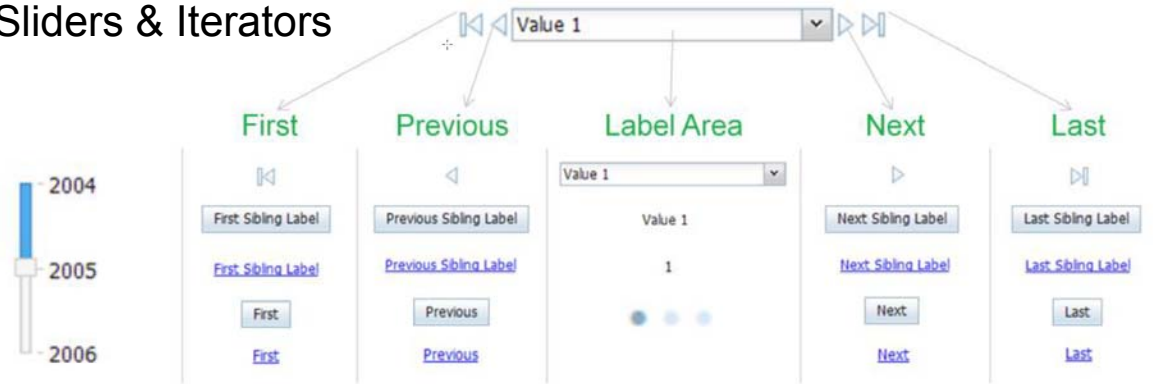 Sliders & Iterators
Value 1
First Previous Label Area Next Last
2004
2005
2006
First Sibling Label
First Sibling Label
First
First
Previous Sibling Label
Previous Sibling Label
Previous
Previous
Value 1
Value 1
1
Next Sibling Label
Next Sibling Label
Next
Next
Last Sibling Label
Last Sibling Label
Last
Last